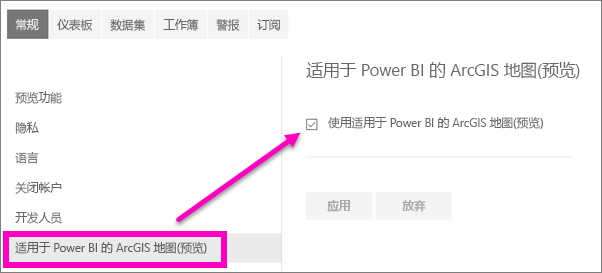 常规 仪表板 数据集 工作簿 警报 订阅
预览功能
隐私
语言
关闭帐户
开发人员
适用于 Power BI 的 ArcGIS 地图(预览)
适用于 Power BI 的 ArcGIS 地图(预览)
使用适用于 Power BI 的 ArcGIS 地图(预览)
应用 放弃